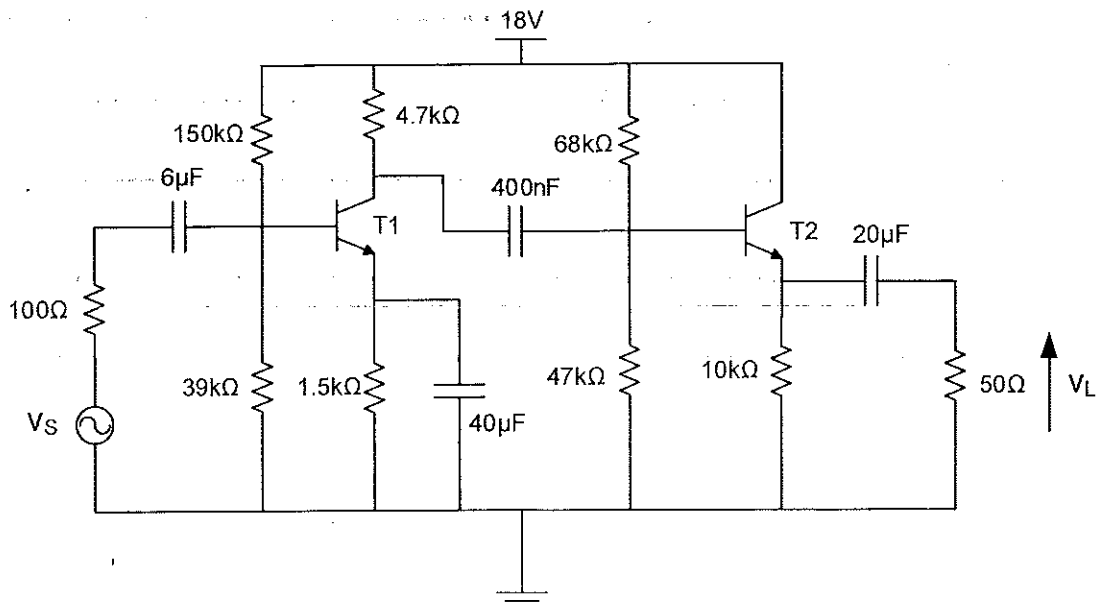 18V
150kΩ
4.7kΩ
68kΩ
6μF
400nF
T1
T2
20μF
100Ω
39kΩ
1.5kΩ
47kΩ
10kΩ
50Ω
VL
VS
40μF